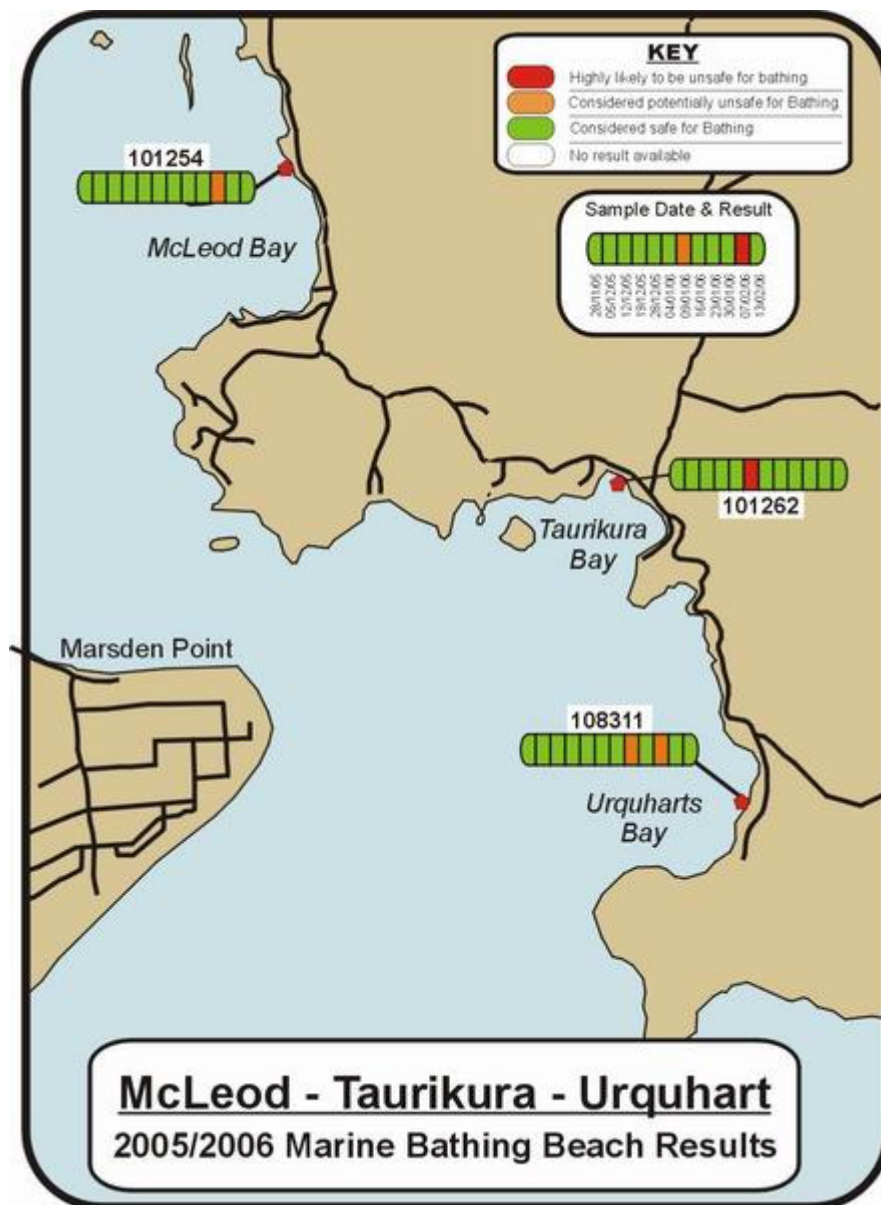 KEY
Highly likely to be unsafe for bathing
Considered potentially unsafe for Bathing
Considered safe for Bathing
No result available
101254
McLeod Bay
Sample Date & Result
28/11/05
05/12/05
12/12/05
19/12/05
28/12/05
04/01/06
09/01/06
16/01/06
23/01/06
30/01/06
07/02/06
13/02/06
101262
Taurikura
Bay
Marsden Point
108311
Urquharts
Bay
McLeod - Taurikura - Urquhart
2005/2006 Marine Bathing Beach Results